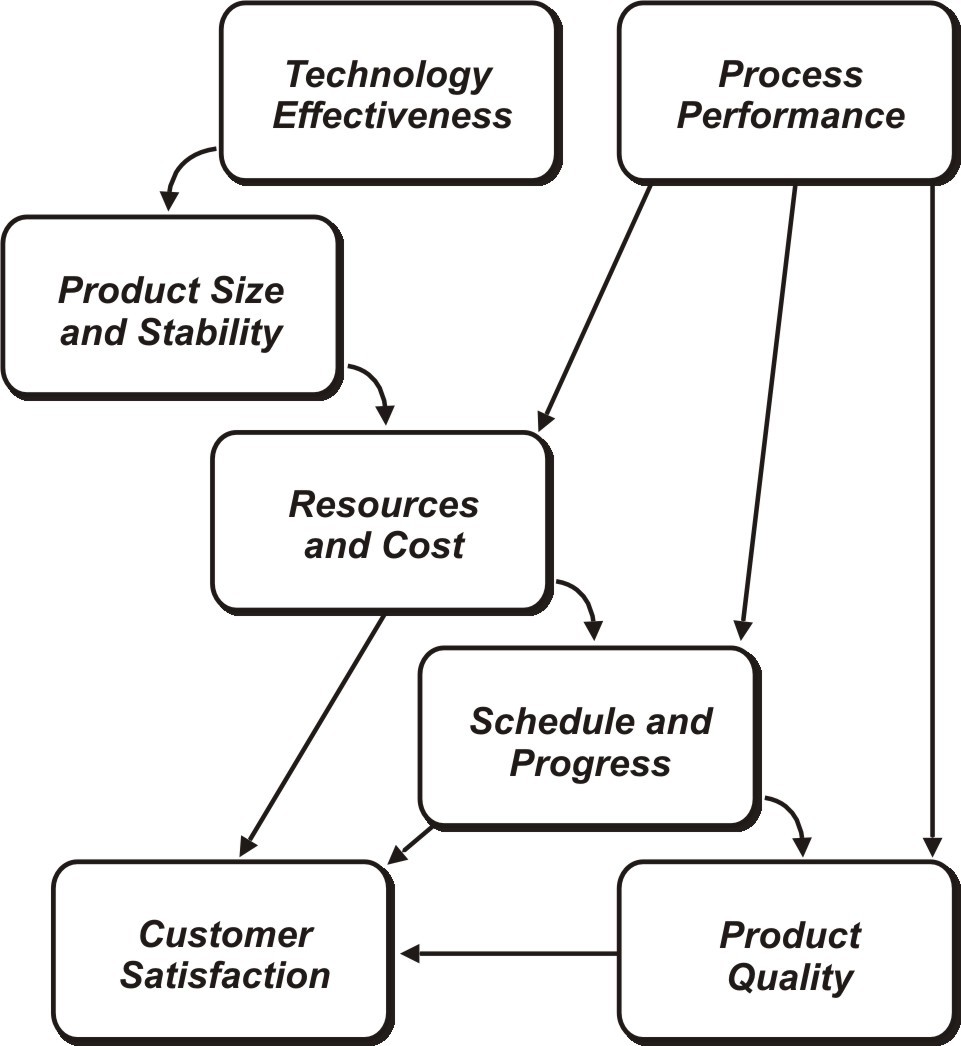 Technology
Effectiveness
Process
Performance
Product Size
and Stability
Resources
and Cost
Schedule and
Progress
Customer
Satisfaction
Product
Quality